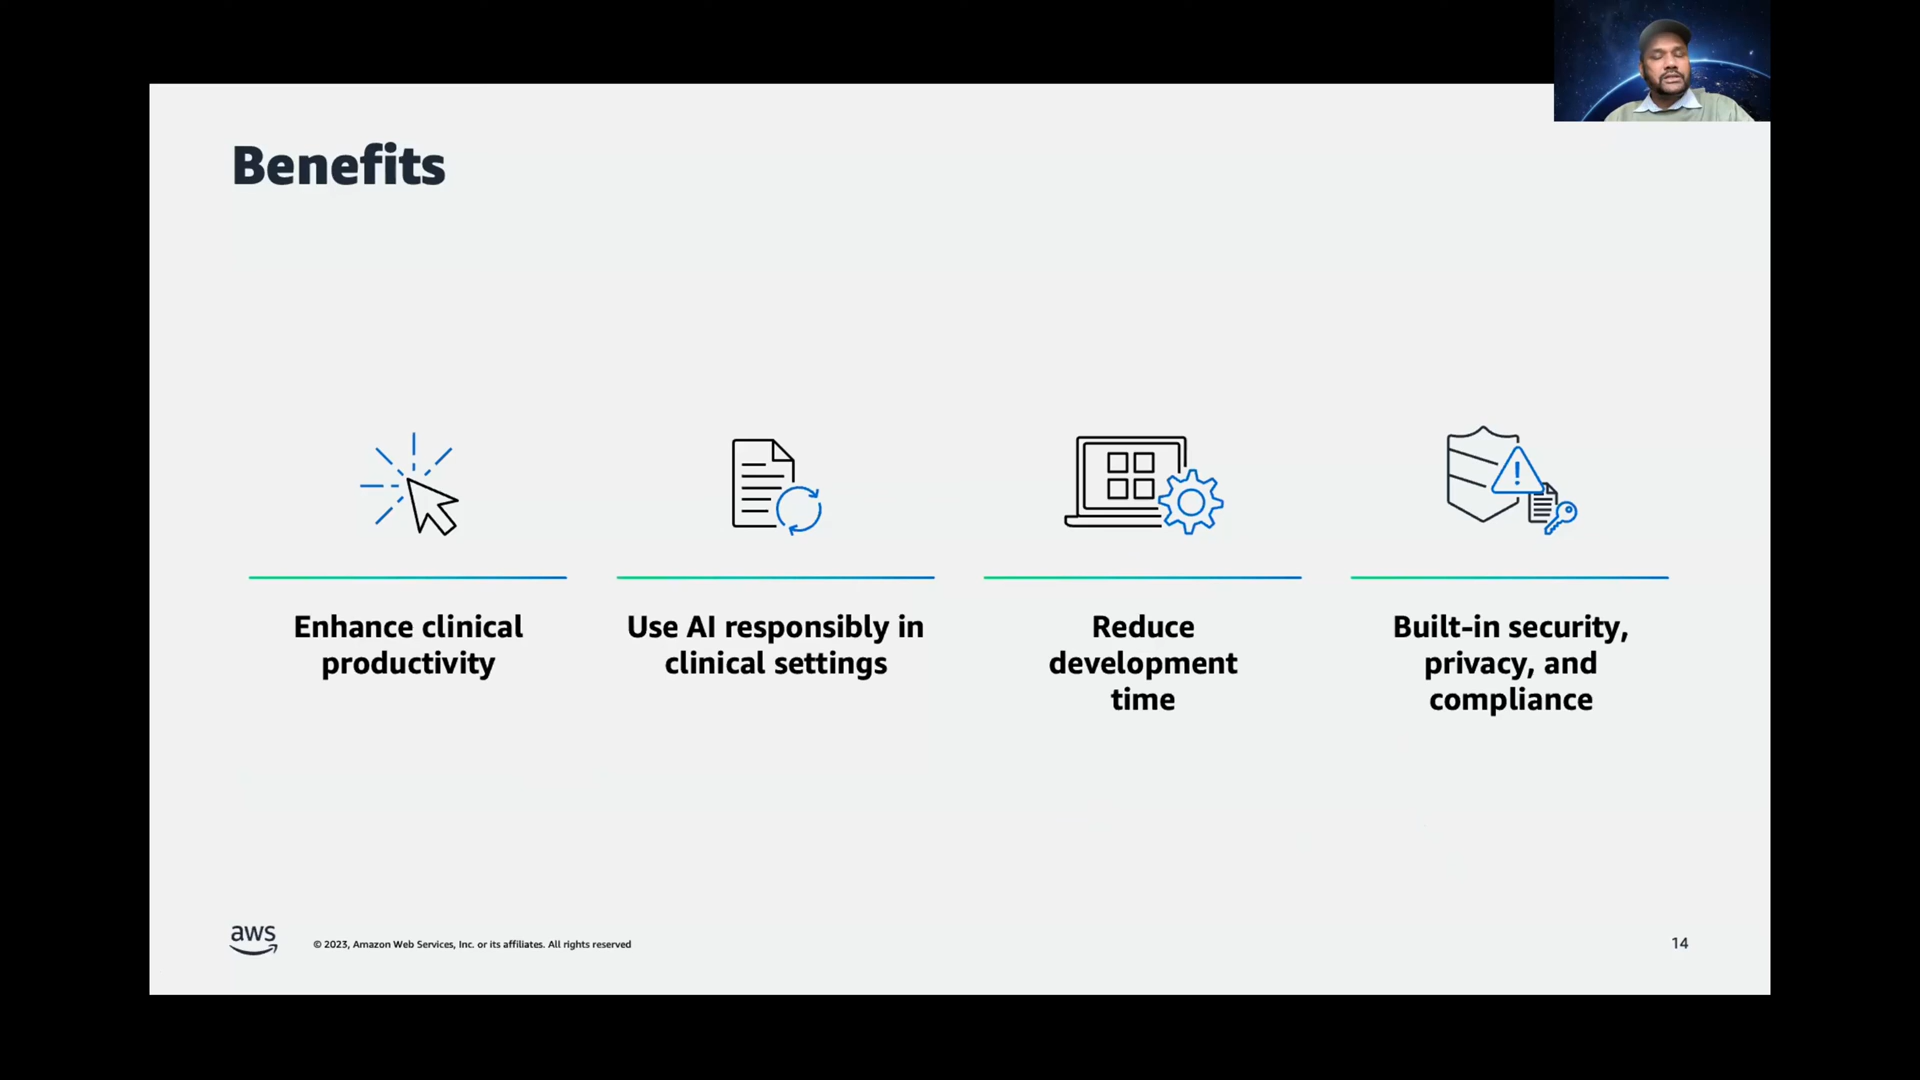 Benefits
Enhance clinical
productivity
Use AI responsibly in
clinical settings
Reduce
development
time
Built-in security,
privacy, and
compliance
aws
© 2023, Amazon Web Services, Inc. or its affiliates. All rights reserved
14